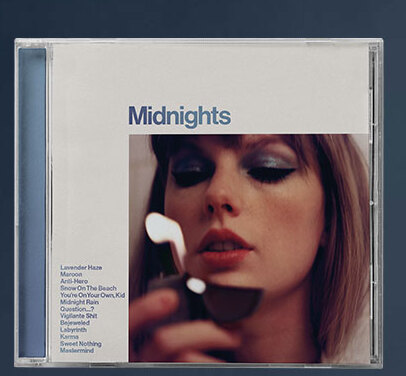 Midnights
Lavender Haze
Maroon
Anti-Hero
Snow On The Beach
You're On Your Own, Kid
Midnight Rain
Question...?
Vigilante Shit
Bejeweled
Labyrinth
Karma
Sweet Nothing
Mastermind